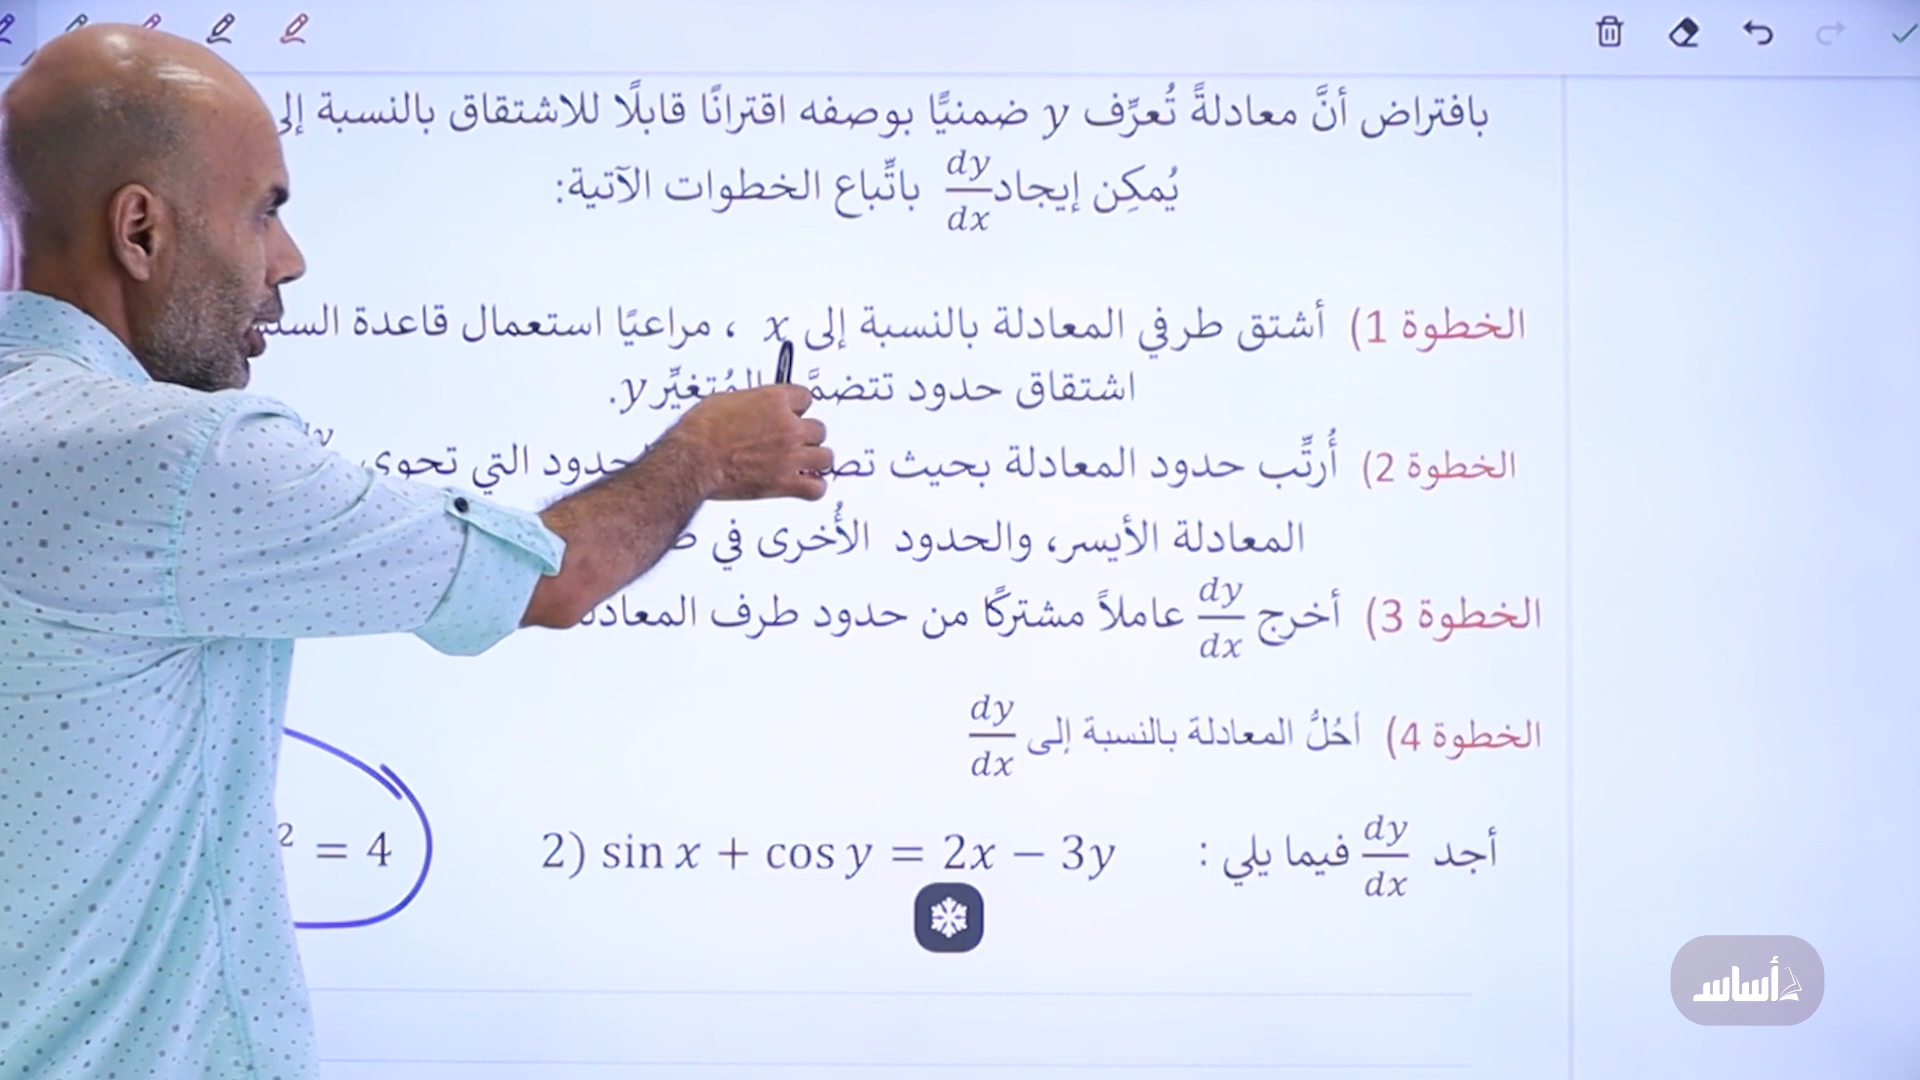 بافتراض أنَّ معادلةً تُعرِّف y ضمنيًّا بوصفه اقترانًا قابلًا للاشتقاق بالنسبة إلى
يُمكِن إيجاد dy/dx باتِّباع الخطوات الآتية:
الخطوة 1) أشتق طرفي المعادلة بالنسبة إلى x ، مراعيًا استعمال قاعدة
اشتقاق حدود تتضمَّ المُتغيِّر y.
الخطوة 2) أُرتِّب حدود المعادلة بحيث الحدود التي تحوي
المعادلة الأيسر، والحدود الأُخرى في
الخطوة 3) أخرج dy/dx عاملاً مشتركًا من حدود طرف
الخطوة 4) أحُلُّ المعادلة بالنسبة إلى dy/dx
أجد dy/dx فيما يلي :
2) sin x + cos y = 2x − 3y
² = 4
أساس